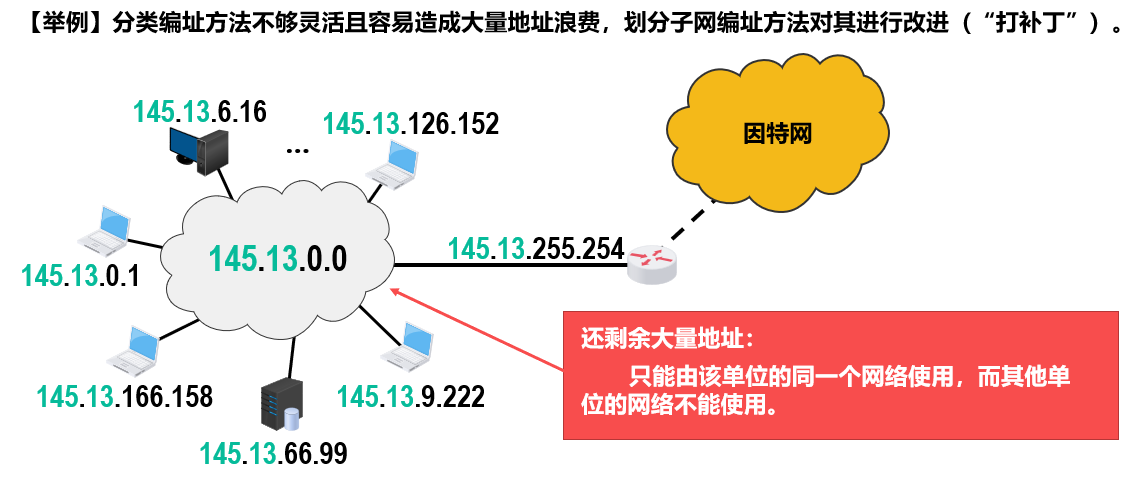 【举例】分类编址方法不够灵活且容易造成大量地址浪费，划分子网编址方法对其进行改进（“打补丁”）。
145.13.6.16
...
145.13.126.152
因特网
145.13.0.0
145.13.255.254
145.13.0.1
还剩余大量地址：
只能由该单位的同一个网络使用，而其他单
位的网络不能使用。
145.13.166.158
145.13.9.222
145.13.66.99